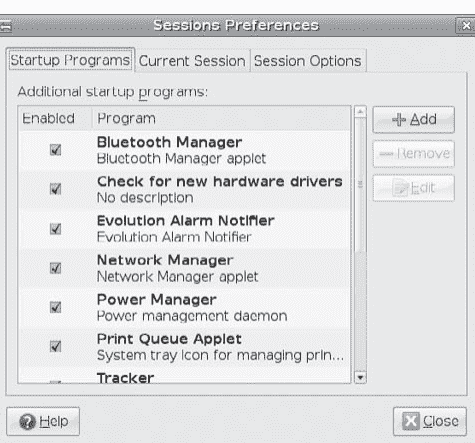 Sessions Preferences
Startup Programs Current Session Session Options
Additional startup programs:
Enabled Program
Bluetooth Manager
Bluetooth Manager applet
Check for new hardware drivers
No description
Evolution Alarm Notifier
Evolution Alarm Notifier
Network Manager
Network Manager applet
Power Manager
Power management daemon
Print Queue Applet
System tray icon for managing prin...
Tracker
Add
Remove
Edit
Help
Close